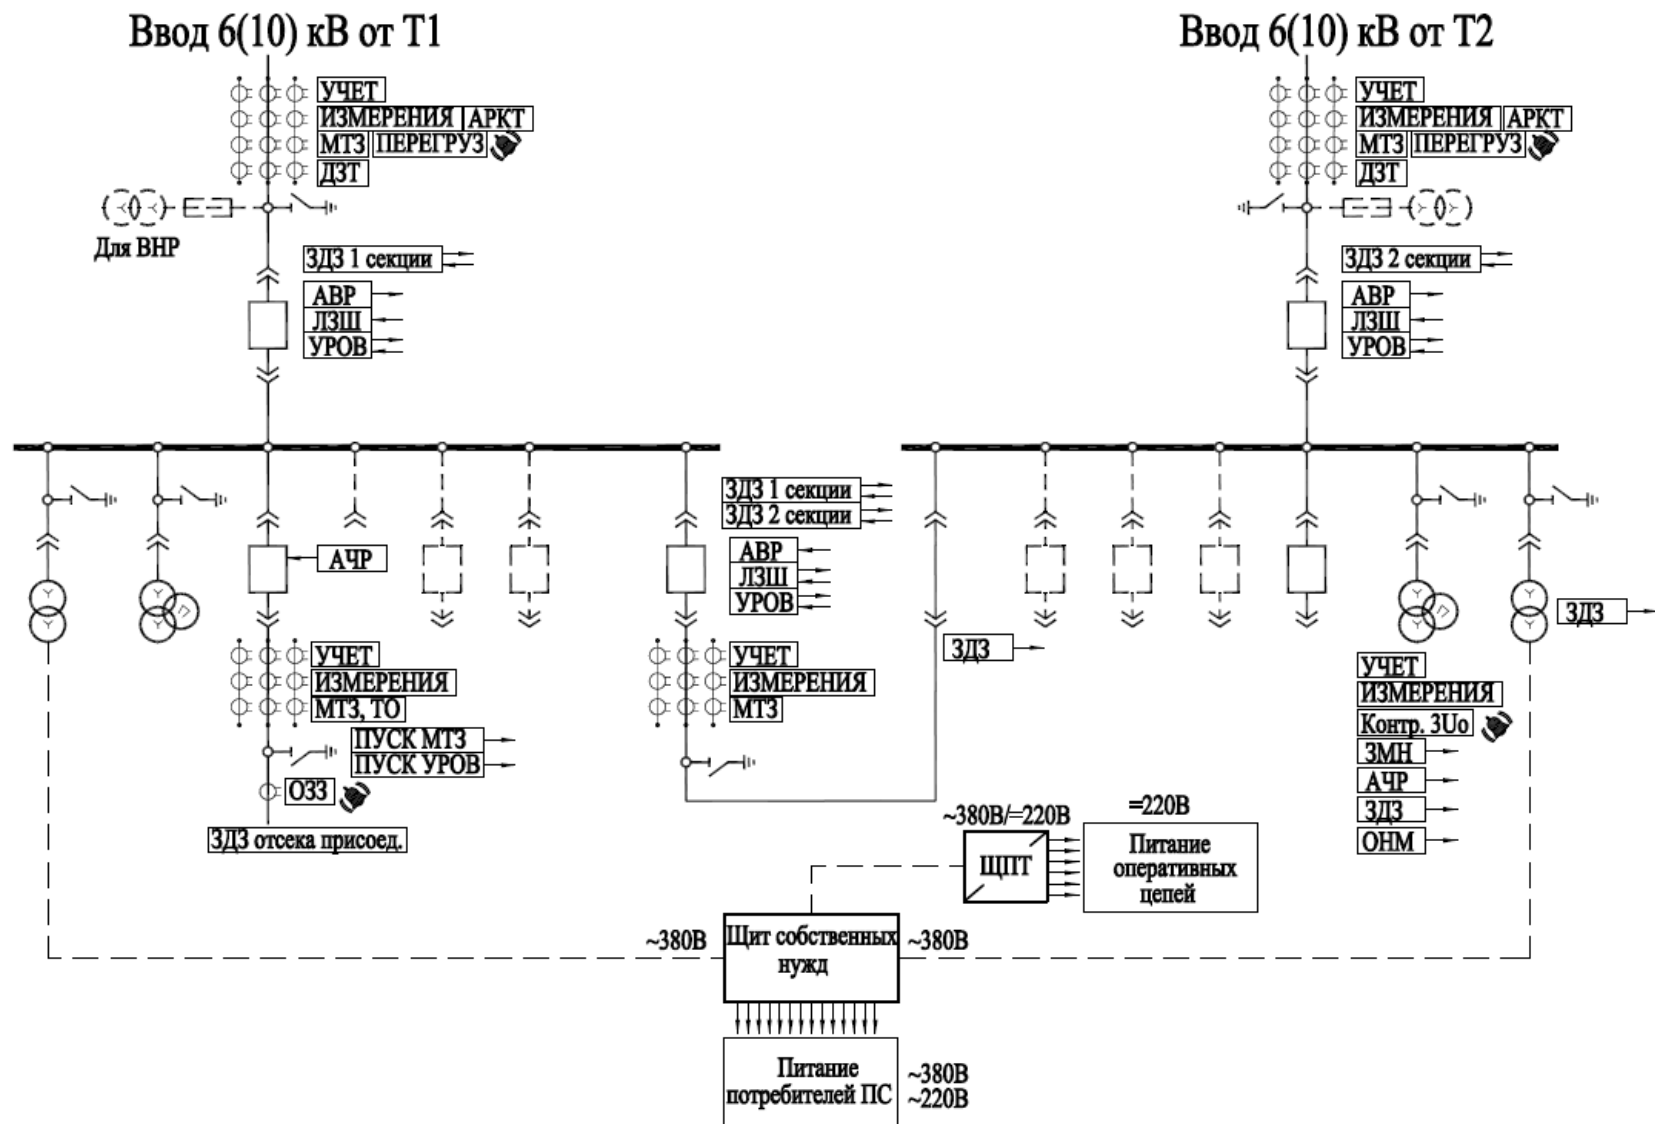 Ввод 6(10) кВ от Т1
УЧЕТ
ИЗМЕРЕНИЯ АРКТ
МТЗ ПЕРЕГРУЗ
ДЗТ
Для ВНР
ЗДЗ 1 секции
АВР
ЛЗШ
УРОВ
Ввод 6(10) кВ от Т2
УЧЕТ
ИЗМЕРЕНИЯ АРКТ
МТЗ ПЕРЕГРУЗ
ДЗТ
ЗДЗ 2 секции
АВР
ЛЗШ
УРОВ
АЧР
УЧЕТ
ИЗМЕРЕНИЯ
МТЗ, ТО
ПУСК МТЗ
ПУСК УРОВ
ОЗЗ
ЗДЗ отсека присоед.
ЗДЗ 1 секции
ЗДЗ 2 секции
АВР
ЛЗШ
УРОВ
УЧЕТ
ИЗМЕРЕНИЯ
МТЗ
ЗДЗ
ЗДЗ
УЧЕТ
ИЗМЕРЕНИЯ
Контр. 3Uo
ЗМН
АЧР
ЗДЗ
ОНМ
~380В/=220В
ЩПТ
=220В
Питание
оперативных
цепей
~380В
Щит собственных
нужд
~380В
Питание
потребителей ПС
~380В
~220В